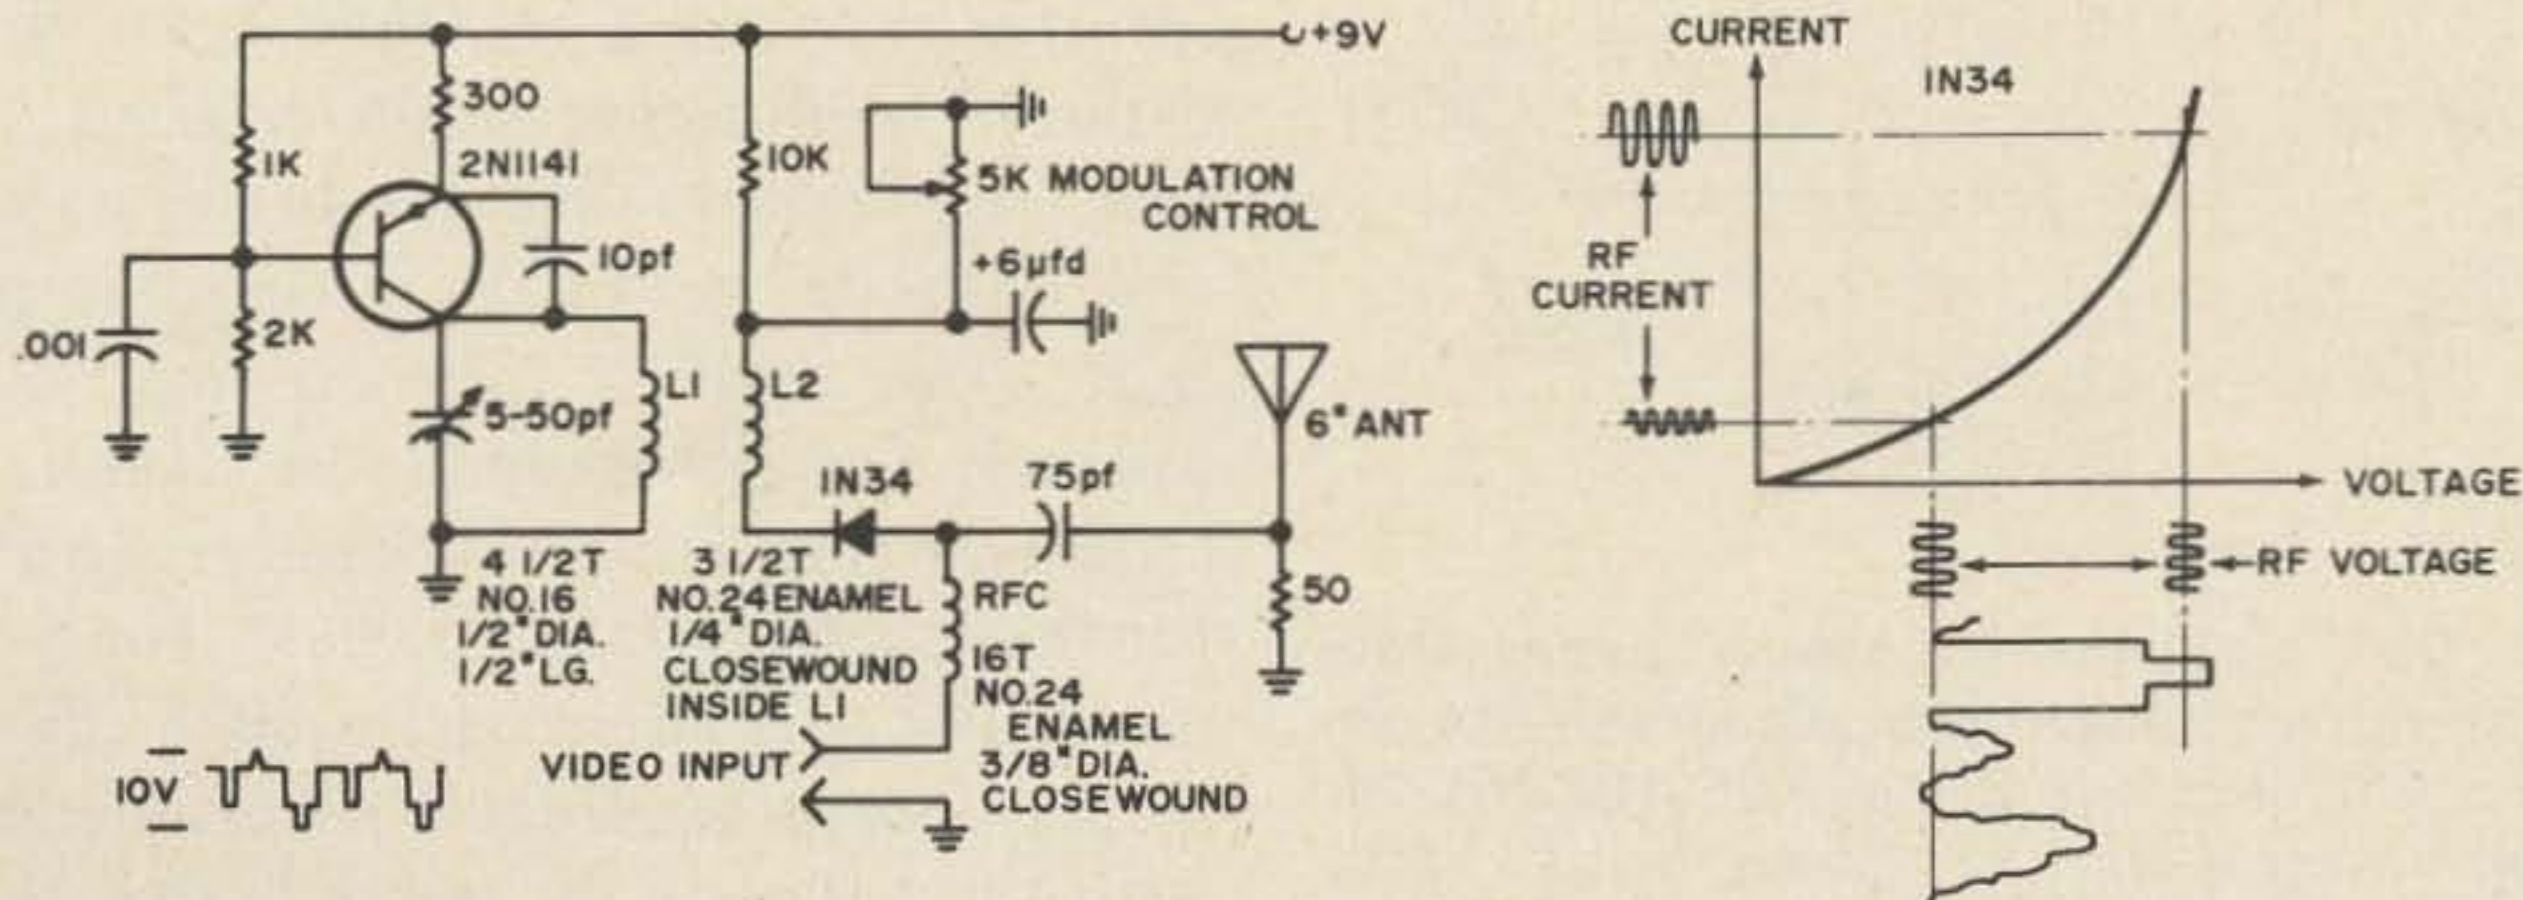 +9V
300
1K
2N1141
10K
5K MODULATION
CONTROL
10pf
+6µfd
.001
2K
5-50pf
L1
L2
6" ANT
1N34
75pf
4 1/2T
NO.16
1/2" DIA.
1/2" LG.
3 1/2T
NO.24 ENAMEL
1/4" DIA.
CLOSEWOUND
INSIDE L1
RFC
16T
NO.24
ENAMEL
3/8" DIA.
CLOSEWOUND
50
VIDEO INPUT
10V
CURRENT
1N34
RF
CURRENT
VOLTAGE
RF VOLTAGE